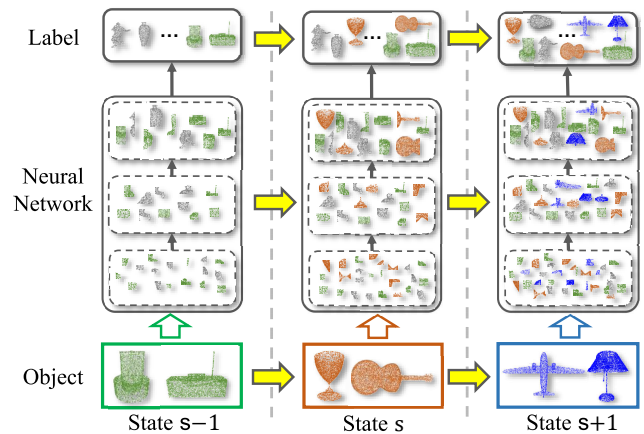 Label
...
...
...
Neural
Network
Object
State s−1
State s
State s+1